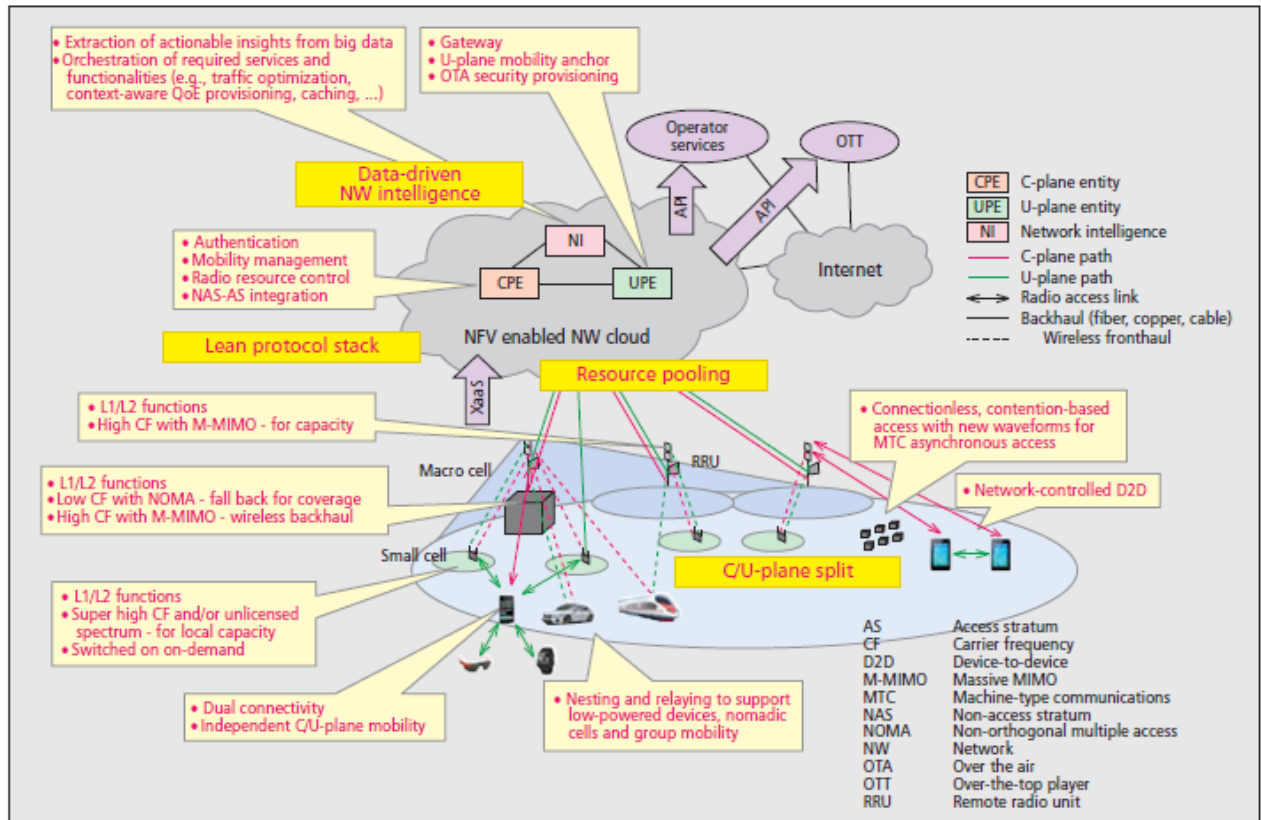 • Extraction of actionable insights from big data
• Orchestration of required services and
functionalities (e.g., traffic optimization,
context-aware QoE provisioning, caching, ...)
• Gateway
• U-plane mobility anchor
• OTA security provisioning
Operator
services
OTT
Data-driven
NW intelligence
API
API
CPE C-plane entity
UPE U-plane entity
NI Network intelligence
C-plane path
U-plane path
Radio access link
Backhaul (fiber, copper, cable)
Wireless fronthaul
• Authentication
• Mobility management
• Radio resource control
• NAS-AS integration
NI
CPE
UPE
Internet
Lean protocol stack
NFV enabled NW cloud
XaaS
Resource pooling
• L1/L2 functions
• High CF with M-MIMO - for capacity
• Connectionless, contention-based
access with new waveforms for
MTC asynchronous access
Macro cell
RRU
• L1/L2 functions
• Low CF with NOMA - fall back for coverage
• High CF with M-MIMO - wireless backhaul
• Network-controlled D2D
Small cell
C/U-plane split
• L1/L2 functions
• Super high CF and/or unlicensed
spectrum - for local capacity
• Switched on on-demand
• Dual connectivity
• Independent C/U-plane mobility
• Nesting and relaying to support
low-powered devices, nomadic
cells and group mobility
AS Access stratum
CF Carrier frequency
D2D Device-to-device
M-MIMO Massive MIMO
MTC Machine-type communications
NAS Non-access stratum
NOMA Non-orthogonal multiple access
NW Network
OTA Over the air
OTT Over-the-top player
RRU Remote radio unit